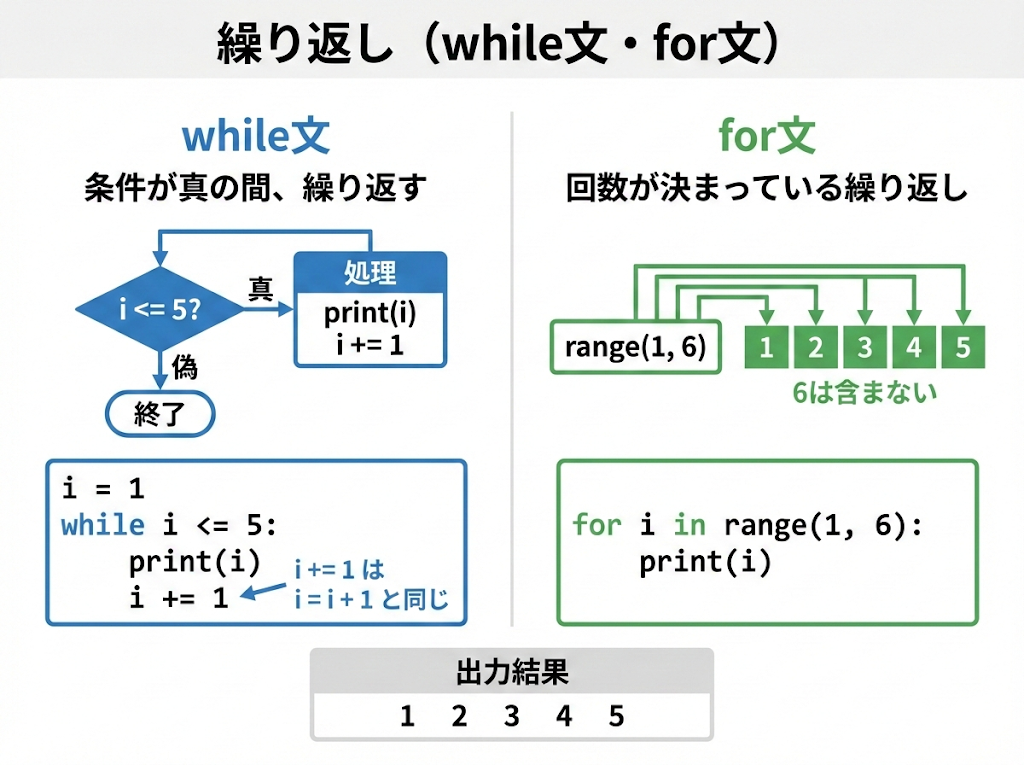 繰り返し（while文・for文）
while文
条件が真の間、繰り返す
i <= 5?
真
処理
print(i)
i += 1
偽
終了
i = 1
while i <= 5:
    print(i)
    i += 1
i += 1 は
i = i + 1 と同じ
for文
回数が決まっている繰り返し
range(1, 6)
1 2 3 4 5
6は含まない
for i in range(1, 6):
    print(i)
出力結果
1 2 3 4 5